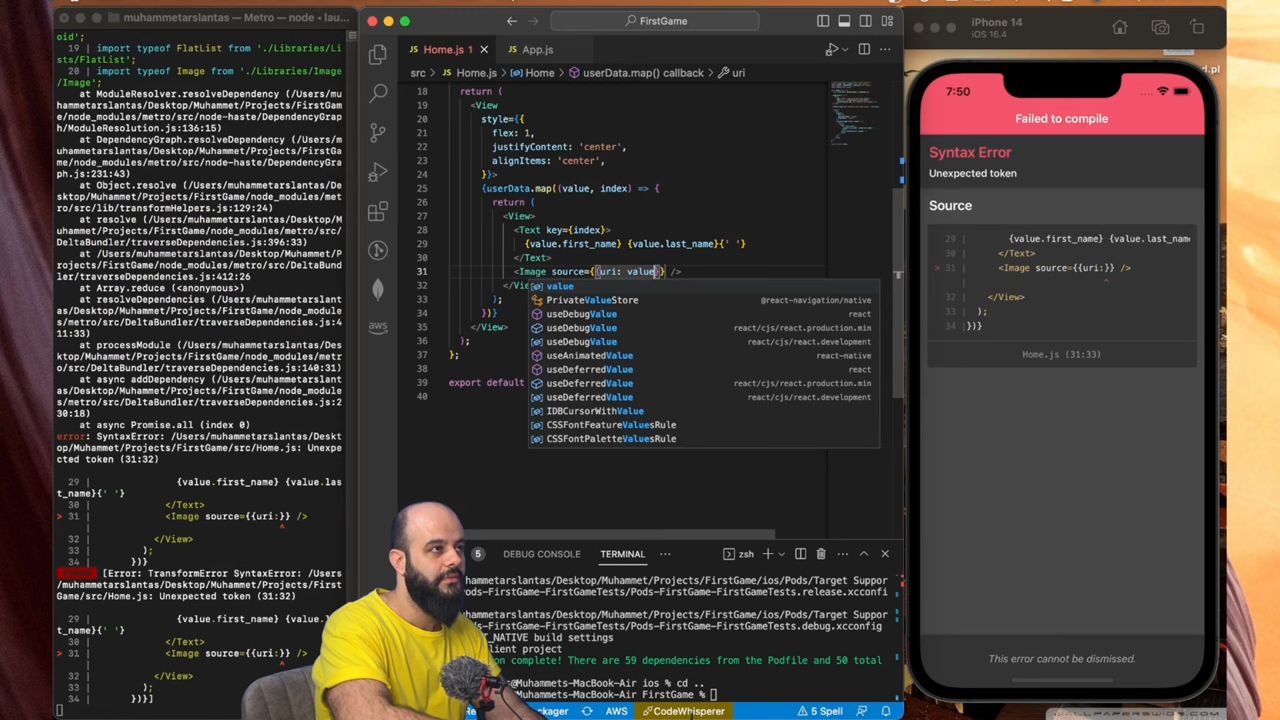 muhammetarslantas — Metro — node ◂ lau...
oid';
19 | import typeof FlatList from './Libraries/Li
sts/FlatList';
20 | import typeof Image from './Libraries/Image
/Image';
at ModuleResolver.resolveDependency (/Users/mu
hammetarslantas/Desktop/Muhammet/Projects/FirstGam
e/node_modules/metro/src/node-haste/DependencyGrap
h/ModuleResolution.js:136:15)
at DependencyGraph.resolveDependency (/Users/m
uhammetarslantas/Desktop/Muhammet/Projects/FirstGa
me/node_modules/metro/src/node-haste/DependencyGra
ph.js:231:43)
at Object.resolve (/Users/muhammetarslantas/De
sktop/Muhammet/Projects/FirstGame/node_modules/met
ro/src/lib/transformHelpers.js:129:24)
at resolve (/Users/muhammetarslantas/Desktop/M
uhammet/Projects/FirstGame/node_modules/metro/src/
DeltaBundler/traverseDependencies.js:396:33)
at /Users/muhammetarslantas/Desktop/Muhammet/P
rojects/FirstGame/node_modules/metro/src/DeltaBund
ler/traverseDependencies.js:412:26
at Array.reduce (<anonymous>)
at resolveDependencies (/Users/muhammetarslant
as/Desktop/Muhammet/Projects/FirstGame/node_module
s/metro/src/DeltaBundler/traverseDependencies.js:4
11:33)
at processModule (/Users/muhammetarslantas/Des
ktop/Muhammet/Projects/FirstGame/node_modules/metr
o/src/DeltaBundler/traverseDependencies.js:140:31)
at async addDependency (/Users/muhammetarslant
as/Desktop/Muhammet/Projects/FirstGame/node_module
s/metro/src/DeltaBundler/traverseDependencies.js:2
30:18)
at async Promise.all (index 0)
error: SyntaxError: /Users/muhammetarslantas/Deskt
op/Muhammet/Projects/FirstGame/src/Home.js: Unexpe
cted token (31:32)
29 | {value.first_name} {value.las
t_name}{' '}
30 | </Text>
> 31 | <Image source={{uri:}} />
| ^
32 | </View>
33 | );
34 | })}
[Error: TransformError SyntaxError: /Users
/muhammetarslantas/Desktop/Muhammet/Projects/First
Game/src/Home.js: Unexpected token (31:32)
29 | {value.first_name} {value.las
t_name}{' '}
30 | </Text>
> 31 | <Image source={{uri:}} />
| ^
32 | </View>
33 | );
34 | })}]
FirstGame
Home.js 1
App.js
src > JS Home.js > Home > userData.map() callback > uri
18 return (
19 <View
20 style={{
21 flex: 1,
22 justifyContent: 'center',
23 alignItems: 'center',
24 }}>
25 {userData.map((value, index) => {
26 return (
27 <View>
28 <Text key={index}>
29 {value.first_name} {value.last_name}{' '}
30 </Text>
31 <Image source={{uri: value}} />
32 </Vie
33 );
34 })}
35 </View>
36 );
37 };
38
39 export default
40
value
PrivateValueStore @react-navigation/native
useDebugValue react
useDebugValue react/cjs/react.production.min
useDebugValue react/cjs/react.development
useAnimatedValue react-native
useDeferredValue react
useDeferredValue react/cjs/react.production.min
useDeferredValue react/cjs/react.development
IDBCursorWithValue
CSSFontFeatureValuesRule
CSSFontPaletteValuesRule
5 DEBUG CONSOLE TERMINAL ... zsh
hammetarslantas/Desktop/Muhammet/Projects/FirstGame/ios/Pods/Target Suppor
Pods-FirstGame-FirstGameTests/Pods-FirstGame-FirstGameTests.release.xcconfi
hammetarslantas/Desktop/Muhammet/Projects/FirstGame/ios/Pods/Target Suppor
Pods-FirstGame-FirstGameTests/Pods-FirstGame-FirstGameTests.debug.xcconfig
T_NATIVE build settings
lient project
on complete! There are 59 dependencies from the Podfile and 50 total
s@Muhammets-MacBook-Air ios % cd ..
Muhammets-MacBook-Air FirstGame %
Re
ackager
AWS
CodeWhisperer
5 Spell
aws
iPhone 14
iOS 16.4
d.pl
7:50
Failed to compile
Syntax Error
Unexpected token
Source
29 | {value.first_name} {value.last_name
30 | </Text>
> 31 | <Image source={{uri:}} />
| ^
32 | </View>
33 | );
34 | })}
Home.js (31:33)
This error cannot be dismissed.